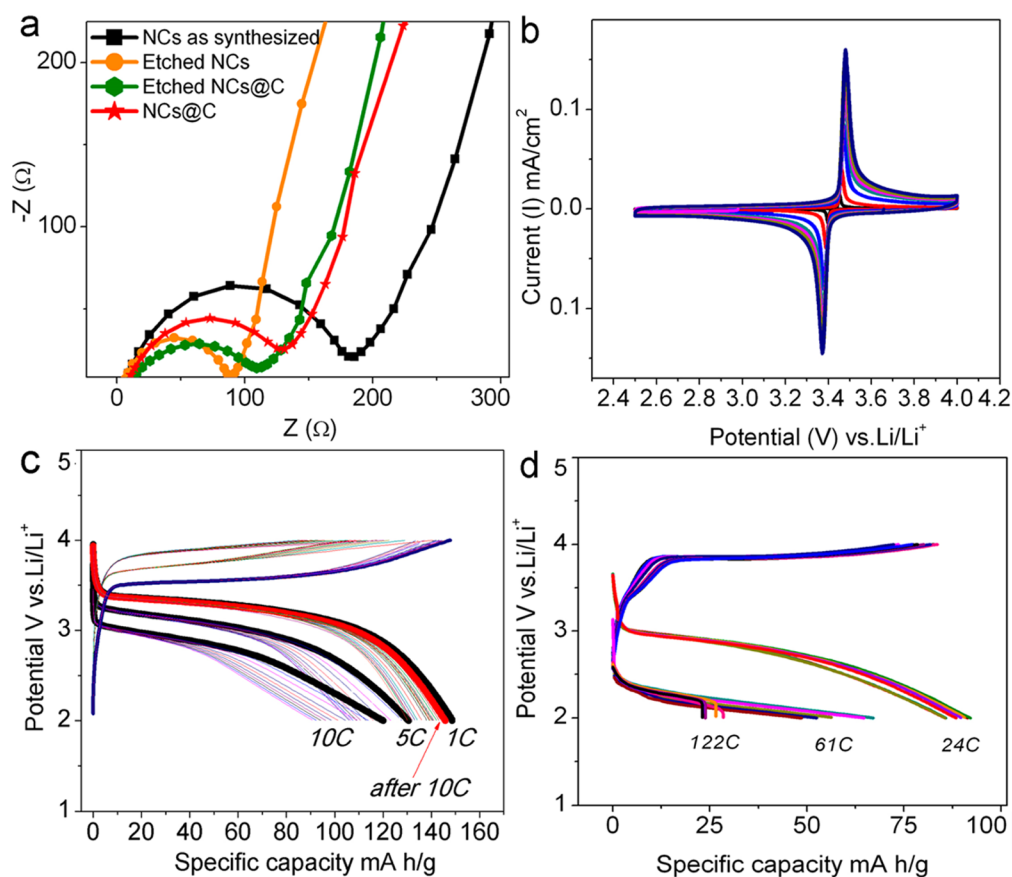 a
NCs as synthesized
Etched NCs
Etched NCs@C
NCs@C
200
100
-Z (Ω)
0 100 200 300
Z (Ω)
b
0.1
0.0
0.1
Current (I) mA/cm²
2.4 2.6 2.8 3.0 3.2 3.4 3.6 3.8 4.0 4.2
Potential (V) vs.Li/Li⁺
c
5
4
3
2
1
Potential V vs.Li/Li⁺
10C 5C 1C
after 10C
0 20 40 60 80 100 120 140 160
Specific capacity mA h/g
d
5
4
3
2
1
Potential V vs.Li/Li⁺
122C 61C 24C
0 25 50 75 100
Specific capacity mA h/g